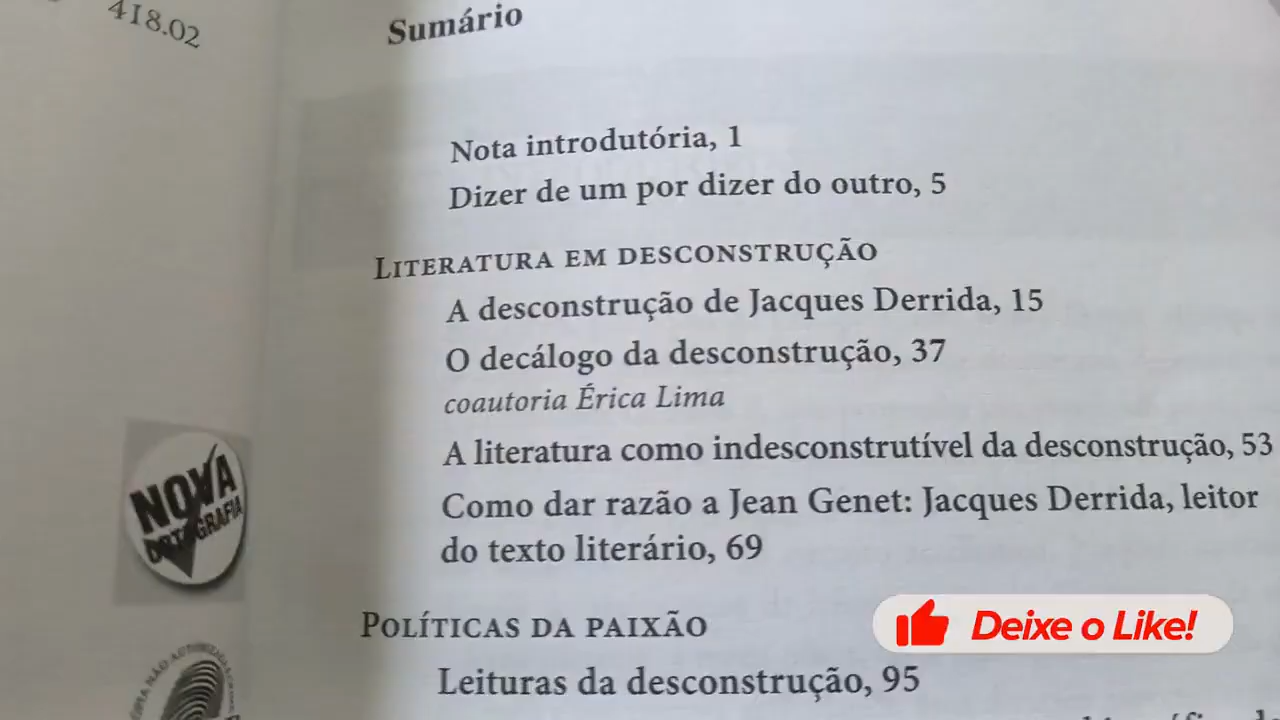 418.02
Sumário
Nota introdutória, 1
Dizer de um por dizer do outro, 5
LITERATURA EM DESCONSTRUÇÃO
A desconstrução de Jacques Derrida, 15
O decálogo da desconstrução, 37
coautoria Érica Lima
A literatura como indesconstrutível da desconstrução, 53
Como dar razão a Jean Genet: Jacques Derrida, leitor
do texto literário, 69
POLÍTICAS DA PAIXÃO
Leituras da desconstrução, 95
NOVA
ORTOGRAFIA
NÃO AUTORIZADA
Deixe o Like!